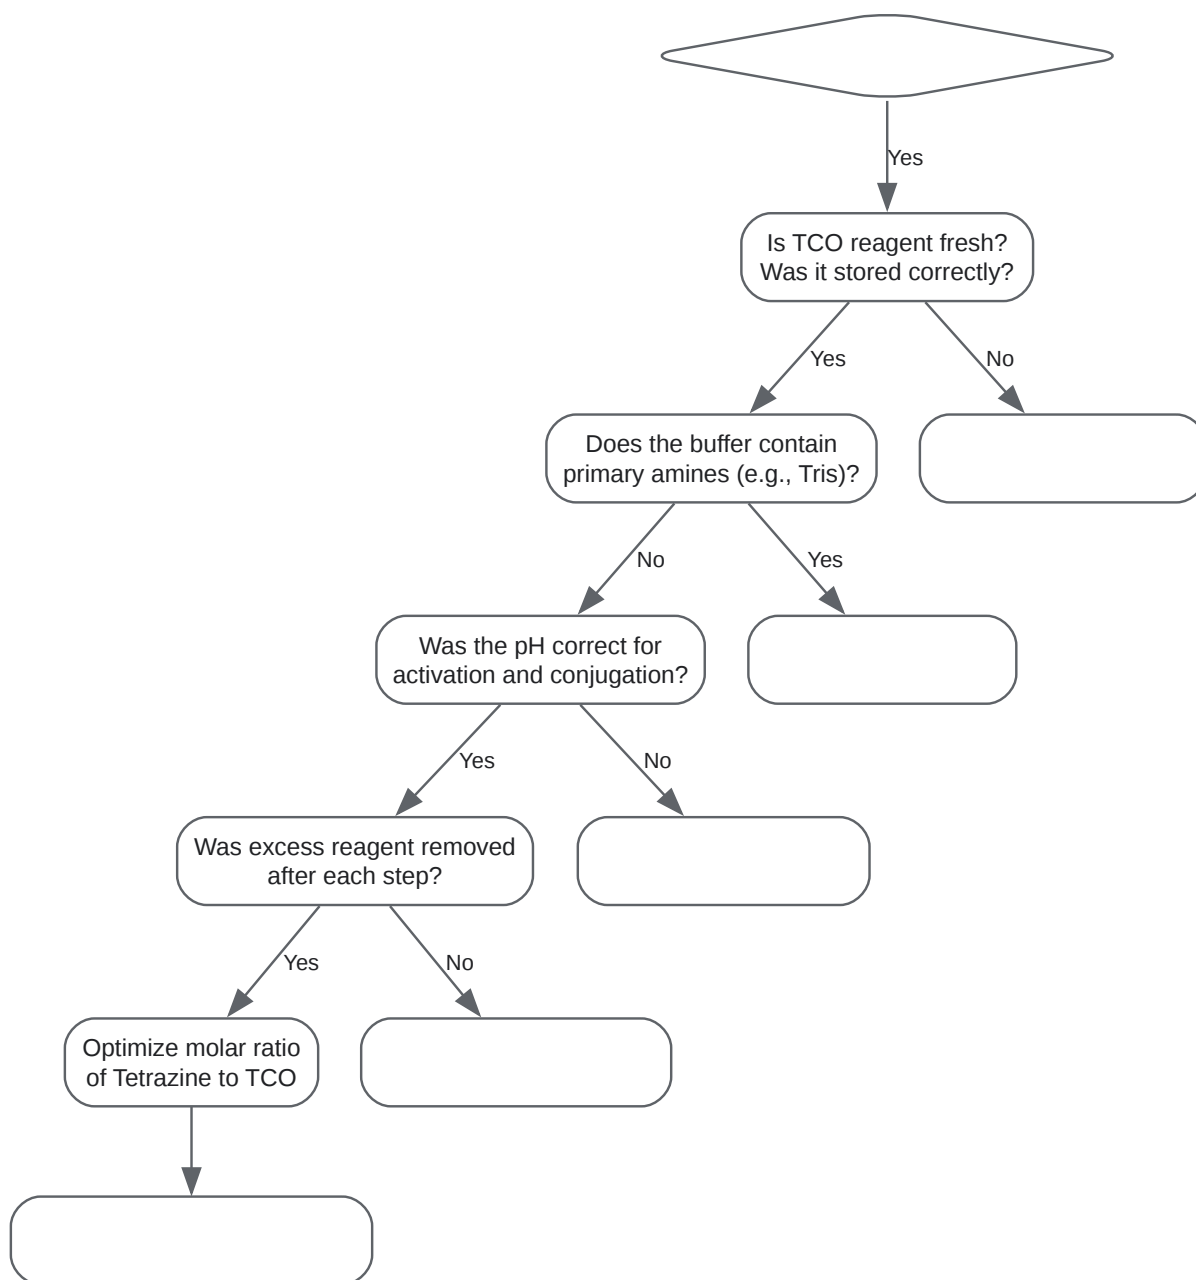 Yes
Is TCO reagent fresh?
Was it stored correctly?
Yes
No
Does the buffer contain
primary amines (e.g., Tris)?
No
Yes
Was the pH correct for
activation and conjugation?
Yes
No
Was excess reagent removed
after each step?
Yes
No
Optimize molar ratio
of Tetrazine to TCO